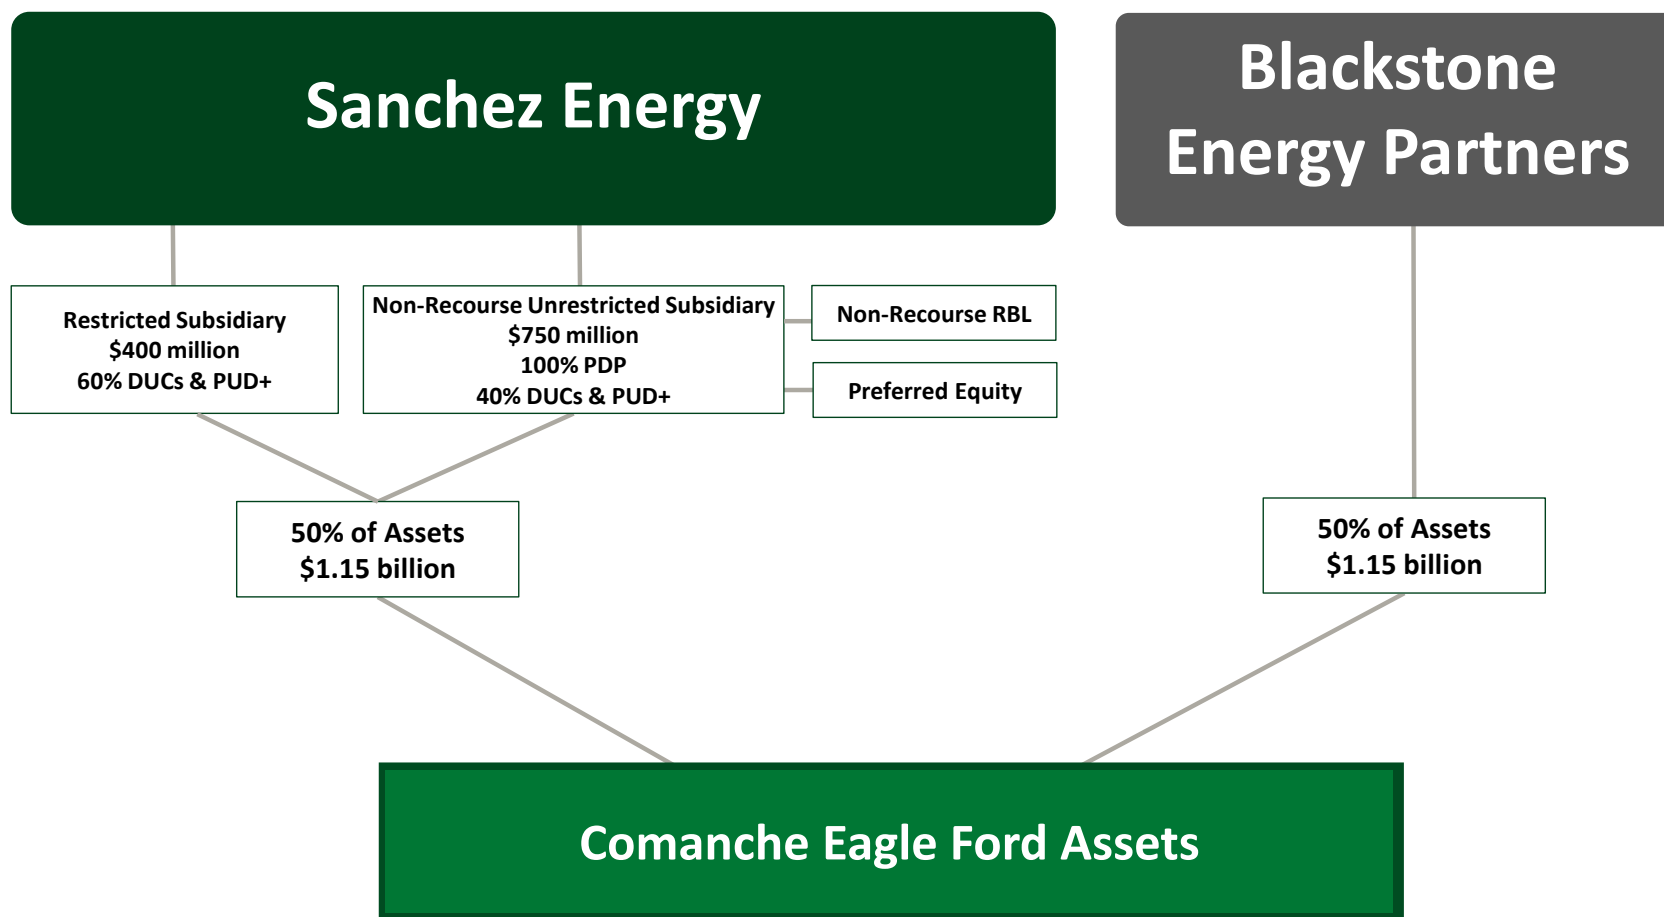 Sanchez Energy
Blackstone
Energy Partners
Restricted Subsidiary
$400 million
60% DUCs & PUD+
Non-Recourse Unrestricted Subsidiary
$750 million
100% PDP
40% DUCs & PUD+
Non-Recourse RBL
Preferred Equity
50% of Assets
$1.15 billion
50% of Assets
$1.15 billion
Comanche Eagle Ford Assets